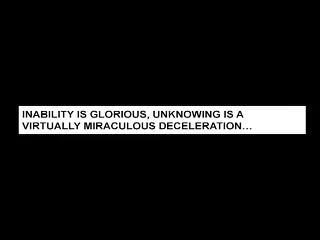 INABILITY IS GLORIOUS, UNKNOWING IS A
VIRTUALLY MIRACULOUS DECELERATION...